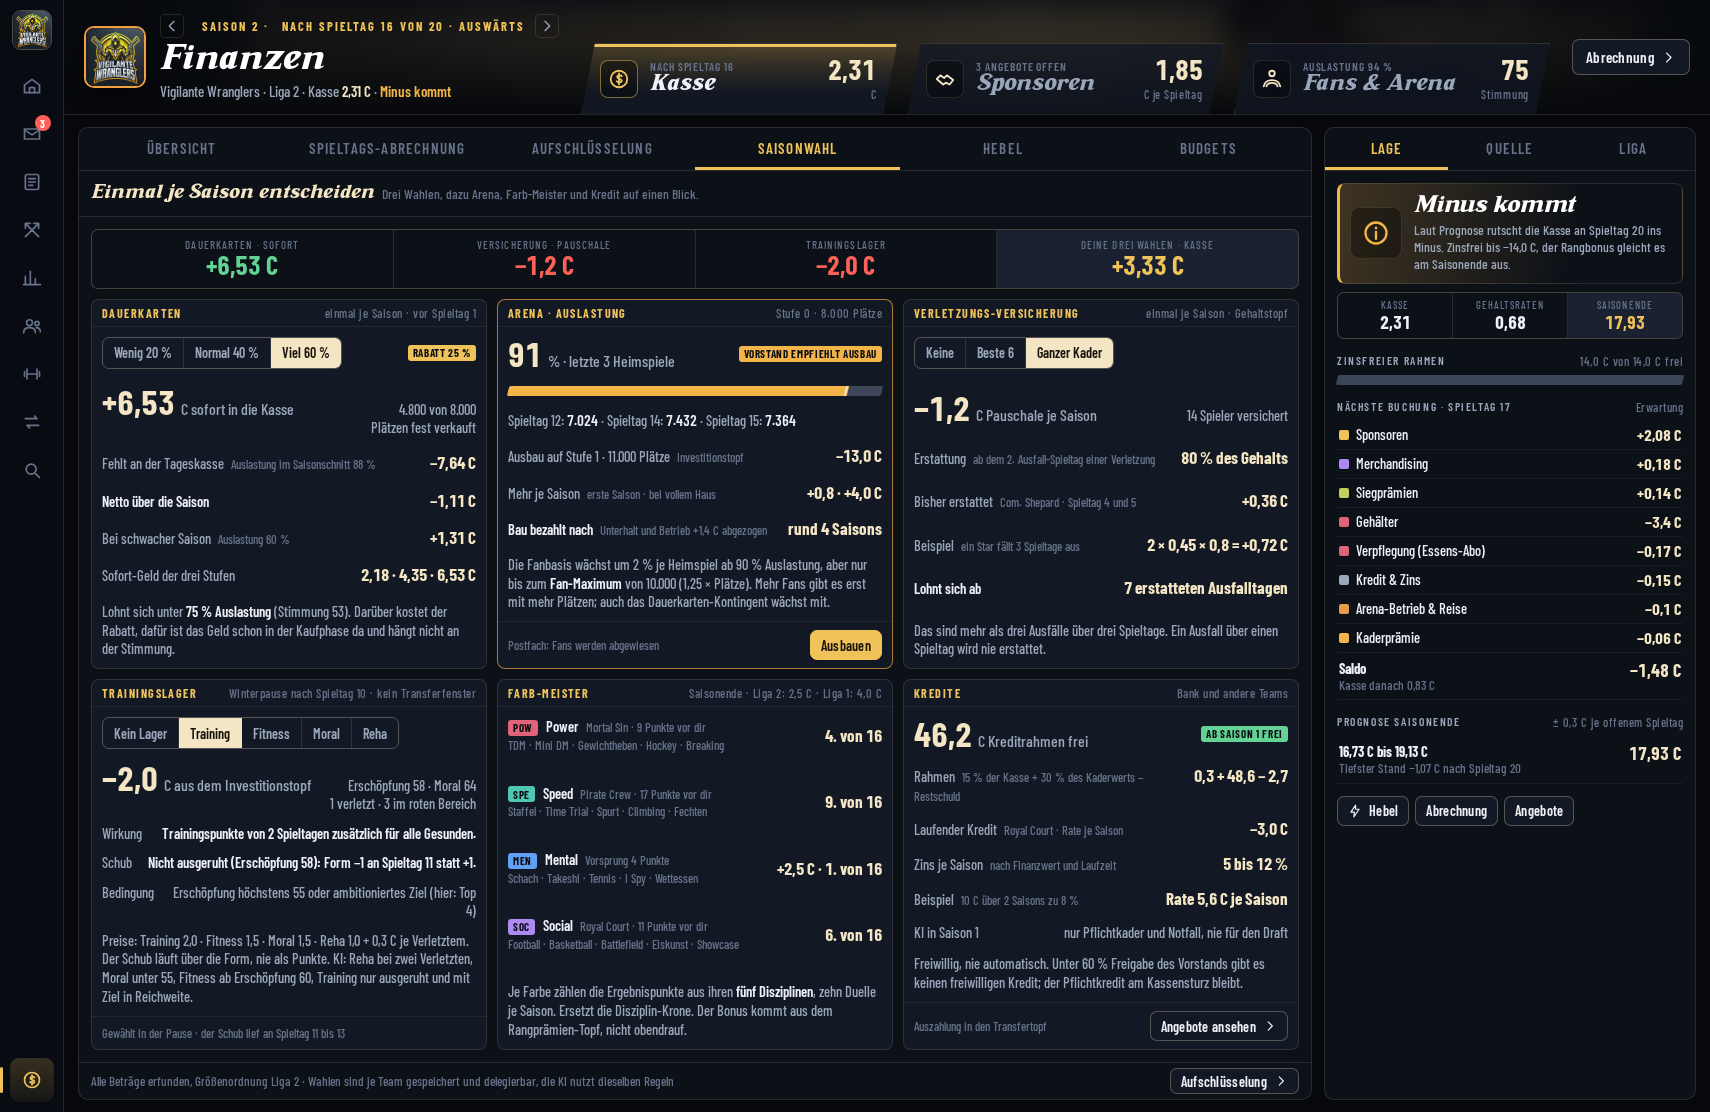 VIGILANTE WRANGLERS
3
SAISON 2 · NACH SPIELTAG 16 VON 20 · AUSWÄRTS
Finanzen
Vigilante Wranglers · Liga 2 · Kasse 2,31 C · Minus kommt
NACH SPIELTAG 16
Kasse
2,31
C
3 ANGEBOTE OFFEN
Sponsoren
1,85
C je Spieltag
AUSLASTUNG 94 %
Fans & Arena
75
Stimmung
Abrechnung
ÜBERSICHT
SPIELTAGS-ABRECHNUNG
AUFSCHLÜSSELUNG
SAISONWAHL
HEBEL
BUDGETS
Einmal je Saison entscheiden Drei Wahlen, dazu Arena, Farb-Meister und Kredit auf einen Blick.
DAUERKARTEN · SOFORT
+6,53 C
VERSICHERUNG · PAUSCHALE
−1,2 C
TRAININGSLAGER
−2,0 C
DEINE DREI WAHLEN · KASSE
+3,33 C
DAUERKARTEN einmal je Saison · vor Spieltag 1
Wenig 20 % Normal 40 % Viel 60 % RABATT 25 %
+6,53 C sofort in die Kasse 4.800 von 8.000
Plätzen fest verkauft
Fehlt an der Tageskasse Auslastung im Saisonschnitt 88 % −7,64 C
Netto über die Saison −1,11 C
Bei schwacher Saison Auslastung 60 % +1,31 C
Sofort-Geld der drei Stufen 2,18 · 4,35 · 6,53 C
Lohnt sich unter 75 % Auslastung (Stimmung 53). Darüber kostet der
Rabatt, dafür ist das Geld schon in der Kaufphase da und hängt nicht an
der Stimmung.
ARENA · AUSLASTUNG Stufe 0 · 8.000 Plätze
91 % · letzte 3 Heimspiele VORSTAND EMPFIEHLT AUSBAU
Spieltag 12: 7.024 · Spieltag 14: 7.432 · Spieltag 15: 7.364
Ausbau auf Stufe 1 · 11.000 Plätze Investitionstopf −13,0 C
Mehr je Saison erste Saison · bei vollem Haus +0,8 · +4,0 C
Bau bezahlt nach Unterhalt und Betrieb +1,4 C abgezogen rund 4 Saisons
Die Fanbasis wächst um 2 % je Heimspiel ab 90 % Auslastung, aber nur
bis zum Fan-Maximum von 10.000 (1,25 × Plätze). Mehr Fans gibt es erst
mit mehr Plätzen; auch das Dauerkarten-Kontingent wächst mit.
Postfach: Fans werden abgewiesen Ausbauen
VERLETZUNGS-VERSICHERUNG einmal je Saison · Gehaltstopf
Keine Beste 6 Ganzer Kader
−1,2 C Pauschale je Saison 14 Spieler versichert
Erstattung ab dem 2. Ausfall-Spieltag einer Verletzung 80 % des Gehalts
Bisher erstattet Com. Shepard · Spieltag 4 und 5 +0,36 C
Beispiel ein Star fällt 3 Spieltage aus 2 × 0,45 × 0,8 = +0,72 C
Lohnt sich ab 7 erstatteten Ausfalltagen
Das sind mehr als drei Ausfälle über drei Spieltage. Ein Ausfall über einen
Spieltag wird nie erstattet.
TRAININGSLAGER Winterpause nach Spieltag 10 · kein Transferfenster
Kein Lager Training Fitness Moral Reha
−2,0 C aus dem Investitionstopf Erschöpfung 58 · Moral 64
1 verletzt · 3 im roten Bereich
Wirkung Trainingspunkte von 2 Spieltagen zusätzlich für alle Gesunden.
Schub Nicht ausgeruht (Erschöpfung 58): Form −1 an Spieltag 11 statt +1.
Bedingung Erschöpfung höchstens 55 oder ambitioniertes Ziel (hier: Top
4)
Preise: Training 2,0 · Fitness 1,5 · Moral 1,5 · Reha 1,0 + 0,3 C je Verletztem.
Der Schub läuft über die Form, nie als Punkte. KI: Reha bei zwei Verletzten,
Moral unter 55, Fitness ab Erschöpfung 60, Training nur ausgeruht und mit
Ziel in Reichweite.
Gewählt in der Pause · der Schub lief an Spieltag 11 bis 13
FARB-MEISTER Saisonende · Liga 2: 2,5 C · Liga 1: 4,0 C
POW Power Mortal Sin · 9 Punkte vor dir 4. von 16
TDM · Mini DM · Gewichtheben · Hockey · Breaking
SPE Speed Pirate Crew · 17 Punkte vor dir 9. von 16
Staffel · Time Trial · Spurt · Climbing · Fechten
MEN Mental Vorsprung 4 Punkte +2,5 C · 1. von 16
Schach · Takeshi · Tennis · I Spy · Wettessen
SOC Social Royal Court · 11 Punkte vor dir 6. von 16
Football · Basketball · Battlefield · Eiskunst · Showcase
Je Farbe zählen die Ergebnispunkte aus ihren fünf Disziplinen, zehn Duelle
je Saison. Ersetzt die Disziplin-Krone. Der Bonus kommt aus dem
Rangprämien-Topf, nicht obendrauf.
KREDITE Bank und andere Teams
46,2 C Kreditrahmen frei AB SAISON 1 FREI
Rahmen 15 % der Kasse + 30 % des Kaderwerts − 0,3 + 48,6 − 2,7
Restschuld
Laufender Kredit Royal Court · Rate je Saison −3,0 C
Zins je Saison nach Finanzwert und Laufzeit 5 bis 12 %
Beispiel 10 C über 2 Saisons zu 8 % Rate 5,6 C je Saison
KI in Saison 1 nur Pflichtkader und Notfall, nie für den Draft
Freiwillig, nie automatisch. Unter 60 % Freigabe des Vorstands gibt es
keinen freiwilligen Kredit; der Pflichtkredit am Kassensturz bleibt.
Auszahlung in den Transfertopf Angebote ansehen
Alle Beträge erfunden, Größenordnung Liga 2 · Wahlen sind je Team gespeichert und delegierbar, die KI nutzt dieselben Regeln
Aufschlüsselung
LAGE QUELLE LIGA
Minus kommt
Laut Prognose rutscht die Kasse an Spieltag 20 ins
Minus. Zinsfrei bis −14,0 C, der Rangbonus gleicht es
am Saisonende aus.
KASSE
2,31
GEHALTSRATEN
0,68
SAISONENDE
17,93
ZINSFREIER RAHMEN 14,0 C von 14,0 C frei
NÄCHSTE BUCHUNG · SPIELTAG 17 Erwartung
Sponsoren +2,08 C
Merchandising +0,18 C
Siegprämien +0,14 C
Gehälter −3,4 C
Verpflegung (Essens-Abo) −0,17 C
Kredit & Zins −0,15 C
Arena-Betrieb & Reise −0,1 C
Kaderprämie −0,06 C
Saldo −1,48 C
Kasse danach 0,83 C
PROGNOSE SAISONENDE ± 0,3 C je offenem Spieltag
16,73 C bis 19,13 C 17,93 C
Tiefster Stand −1,07 C nach Spieltag 20
Hebel Abrechnung Angebote